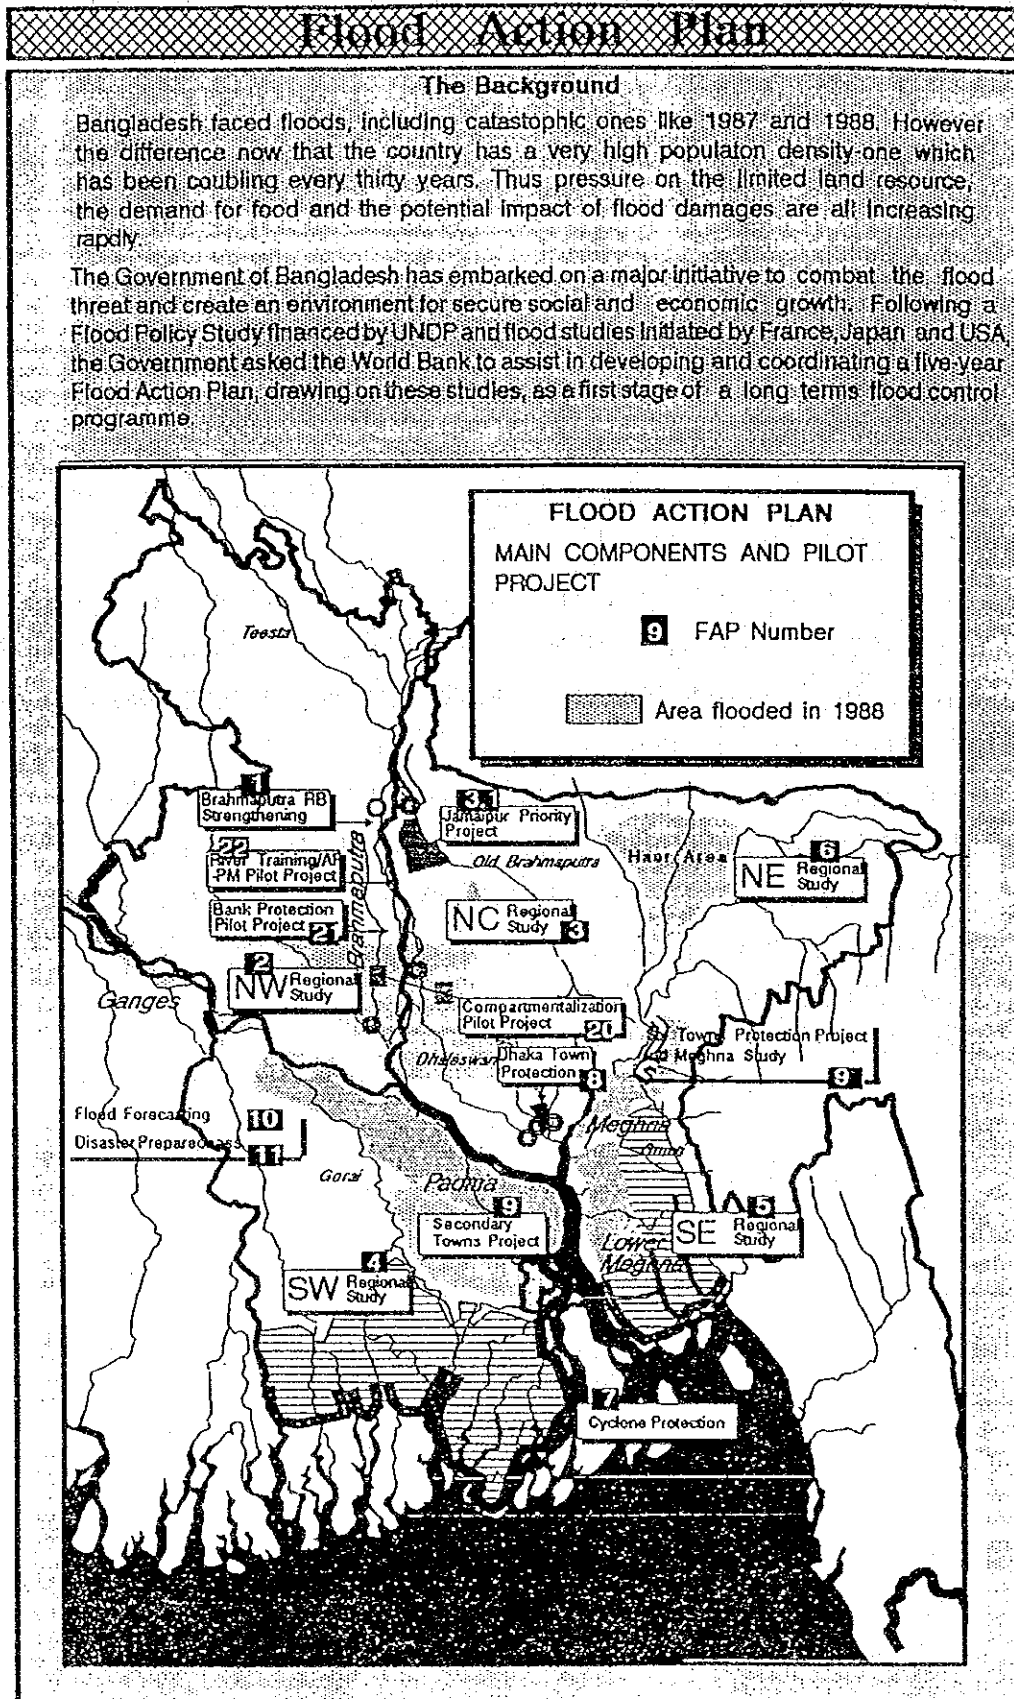 Flood Action Plan
The Background
Bangladesh faced floods, including catastophic ones like 1987 and 1988. However
the difference now that the country has a very high populaton density-one which
has been coubling every thirty years. Thus pressure on the limited land resource,
the demand for food and the potential impact of flood damages are all increasing
rapdly.
The Government of Bangladesh has embarked on a major initiative to combat the flood
threat and create an environment for secure social and economic growth. Following a
Flood Policy Study financed by UNDP and flood studies initiated by France, Japan and USA,
the Government asked the World Bank to assist in developing and coordinating a five-year
Flood Action Plan, drawing on these studies, as a first stage of a long terms flood control
programme.
FLOOD ACTION PLAN
MAIN COMPONENTS AND PILOT
PROJECT
9 FAP Number
Area flooded in 1988
Teesta
1
Brahmaputra RB
Strengthening
3.1
Jamalpur Priority
Project
22
River Training/AF
-PM Pilot Project
Brahmaputra
Old Brahmaputra
Haor Area
6
NE Regional
Study
Bank Protection
Pilot Project 21
NC Regional
Study 3
2
NW Regional
Study
Ganges
Compartmentalization
Pilot Project 20
Dhaleswari
Dhaka Town
Protection 8
Towns Protection Project
Meghna Study
9
Flood Forecasting 10
Disaster Preparedness 11
Meghna
Gorai
Padma
9
Secondary
Towns Project
5
SE Regional
Study
Lower
Meghna
4
SW Regional
Study
7
Cyclone Protection